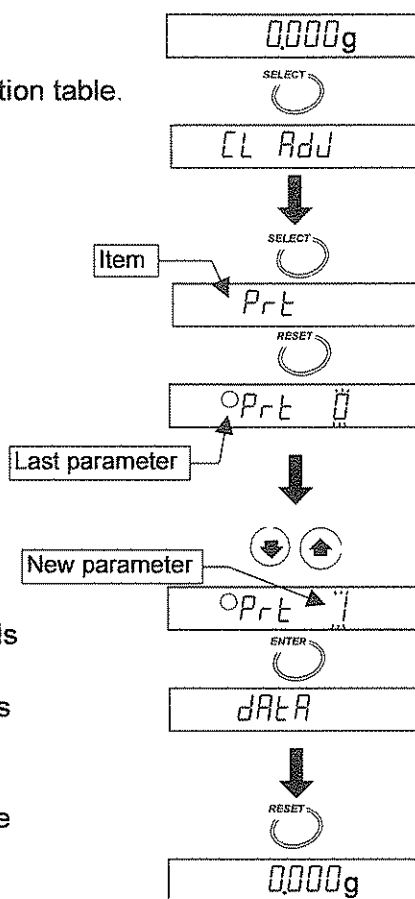 0.000g
tion table.
SELECT
CL AdJ
SELECT
Item
Prt
RESET
Prt 0
Last parameter
New parameter
Prt 1
ls
ENTER
s
dAtA
e
RESET
0.000g